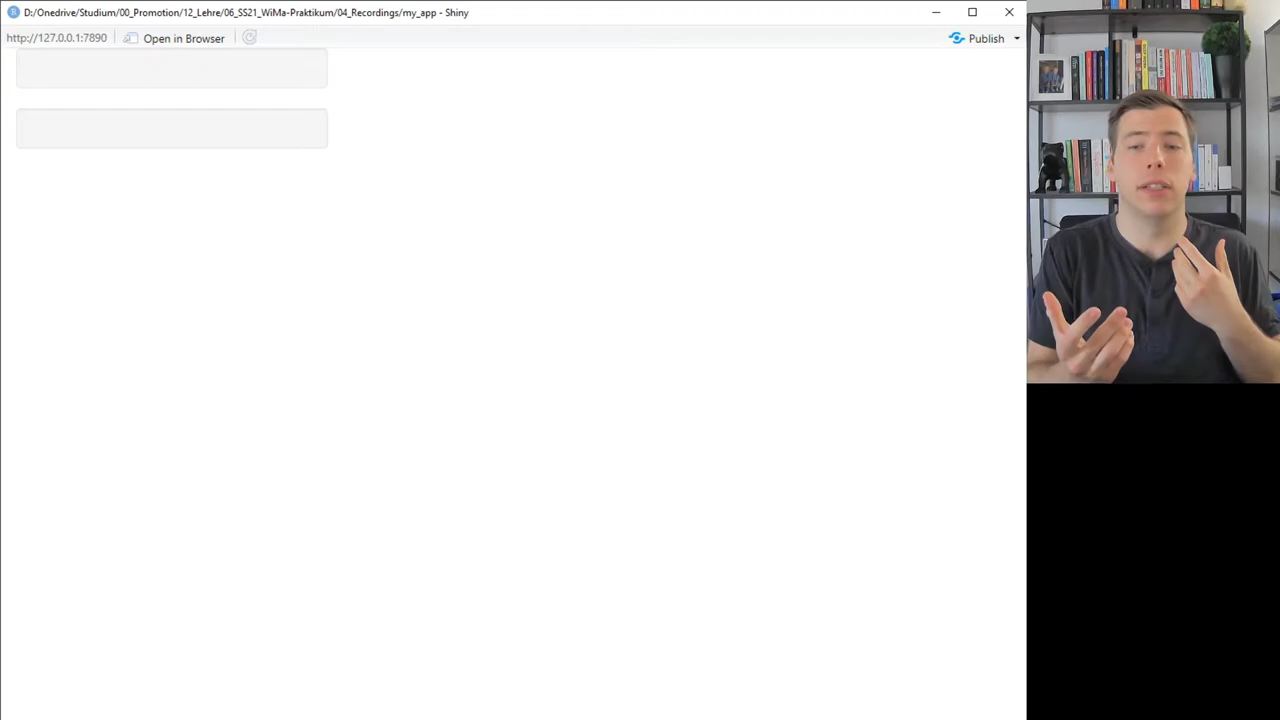 D:/Onedrive/Studium/00_Promotion/12_Lehre/06_SS21_WiMa-Praktikum/04_Recordings/my_app - Shiny
http://127.0.0.1:7890
Open in Browser
Publish